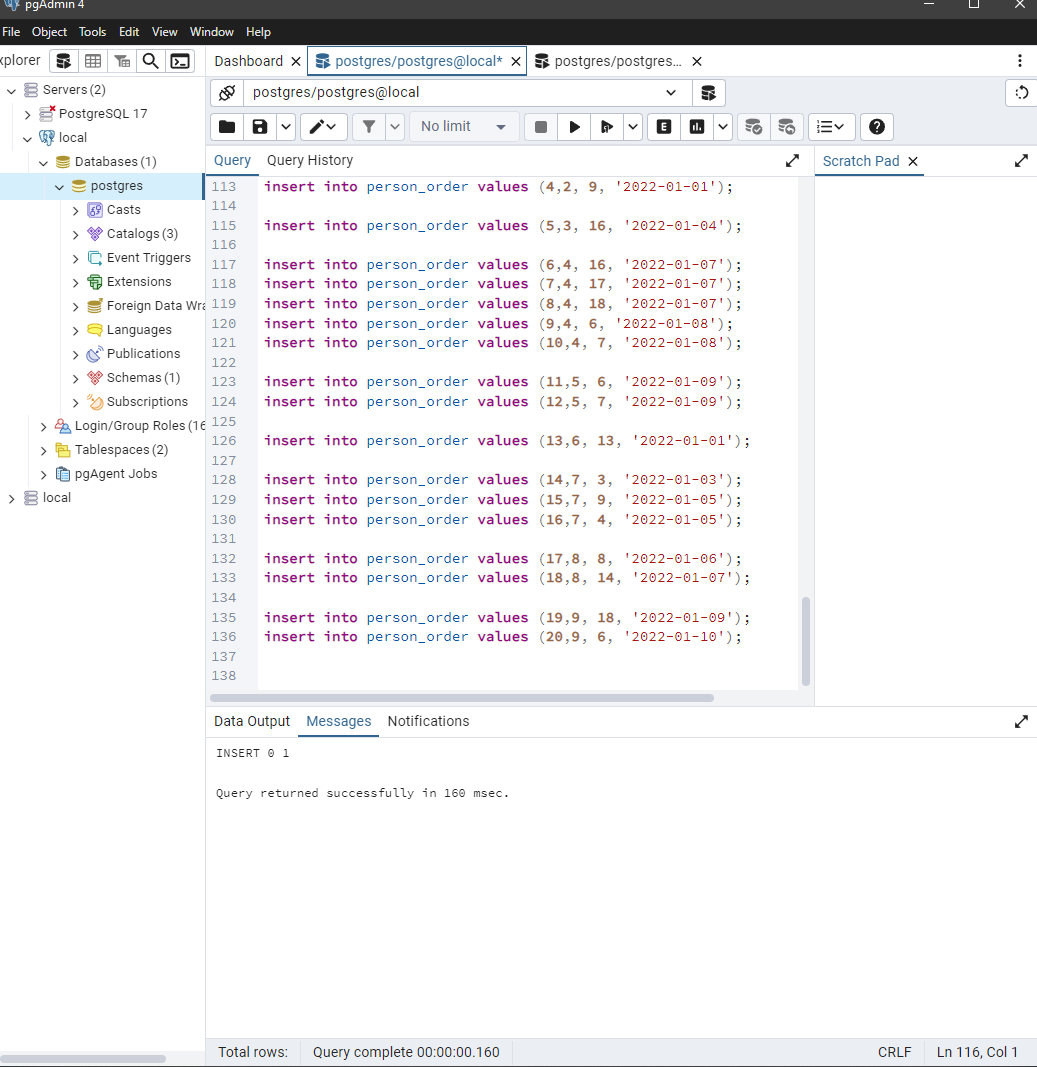 pgAdmin 4
File Object Tools Edit View Window Help
xplorer
Dashboard
postgres/postgres@local*
postgres/postgres...
Servers (2)
PostgreSQL 17
local
Databases (1)
postgres
Casts
Catalogs (3)
Event Triggers
Extensions
Foreign Data Wra
Languages
Publications
Schemas (1)
Subscriptions
Login/Group Roles (16
Tablespaces (2)
pgAgent Jobs
local
postgres/postgres@local
No limit
E
Query Query History
Scratch Pad
113 insert into person_order values (4,2, 9, '2022-01-01');
114
115 insert into person_order values (5,3, 16, '2022-01-04');
116
117 insert into person_order values (6,4, 16, '2022-01-07');
118 insert into person_order values (7,4, 17, '2022-01-07');
119 insert into person_order values (8,4, 18, '2022-01-07');
120 insert into person_order values (9,4, 6, '2022-01-08');
121 insert into person_order values (10,4, 7, '2022-01-08');
122
123 insert into person_order values (11,5, 6, '2022-01-09');
124 insert into person_order values (12,5, 7, '2022-01-09');
125
126 insert into person_order values (13,6, 13, '2022-01-01');
127
128 insert into person_order values (14,7, 3, '2022-01-03');
129 insert into person_order values (15,7, 9, '2022-01-05');
130 insert into person_order values (16,7, 4, '2022-01-05');
131
132 insert into person_order values (17,8, 8, '2022-01-06');
133 insert into person_order values (18,8, 14, '2022-01-07');
134
135 insert into person_order values (19,9, 18, '2022-01-09');
136 insert into person_order values (20,9, 6, '2022-01-10');
137
138
Data Output Messages Notifications
INSERT 0 1
Query returned successfully in 160 msec.
Total rows: Query complete 00:00:00.160 CRLF Ln 116, Col 1